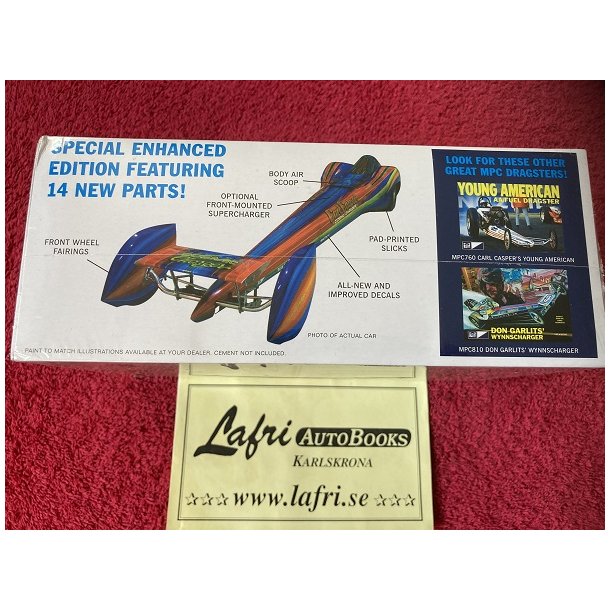 SPECIAL ENHANCED
EDITION FEATURING
14 NEW PARTS!
BODY AIR
SCOOP
OPTIONAL
FRONT-MOUNTED
SUPERCHARGER
FRONT WHEEL
FAIRINGS
PAD-PRINTED
SLICKS
ALL-NEW AND
IMPROVED DECALS
PHOTO OF ACTUAL CAR
PAINT TO MATCH ILLUSTRATIONS AVAILABLE AT YOUR DEALER. CEMENT NOT INCLUDED.
LOOK FOR THESE OTHER
GREAT MPC DRAGSTERS!
YOUNG AMERICAN
AA/FUEL DRAGSTER
MPC760 CARL CASPER'S YOUNG AMERICAN
DON GARLITS'
WYNNSCHARGER
MPC810 DON GARLITS' WYNNSCHARGER
Lafri AUTOBOOKS
KARLSKRONA
☆☆☆ www.lafri.se ☆☆☆